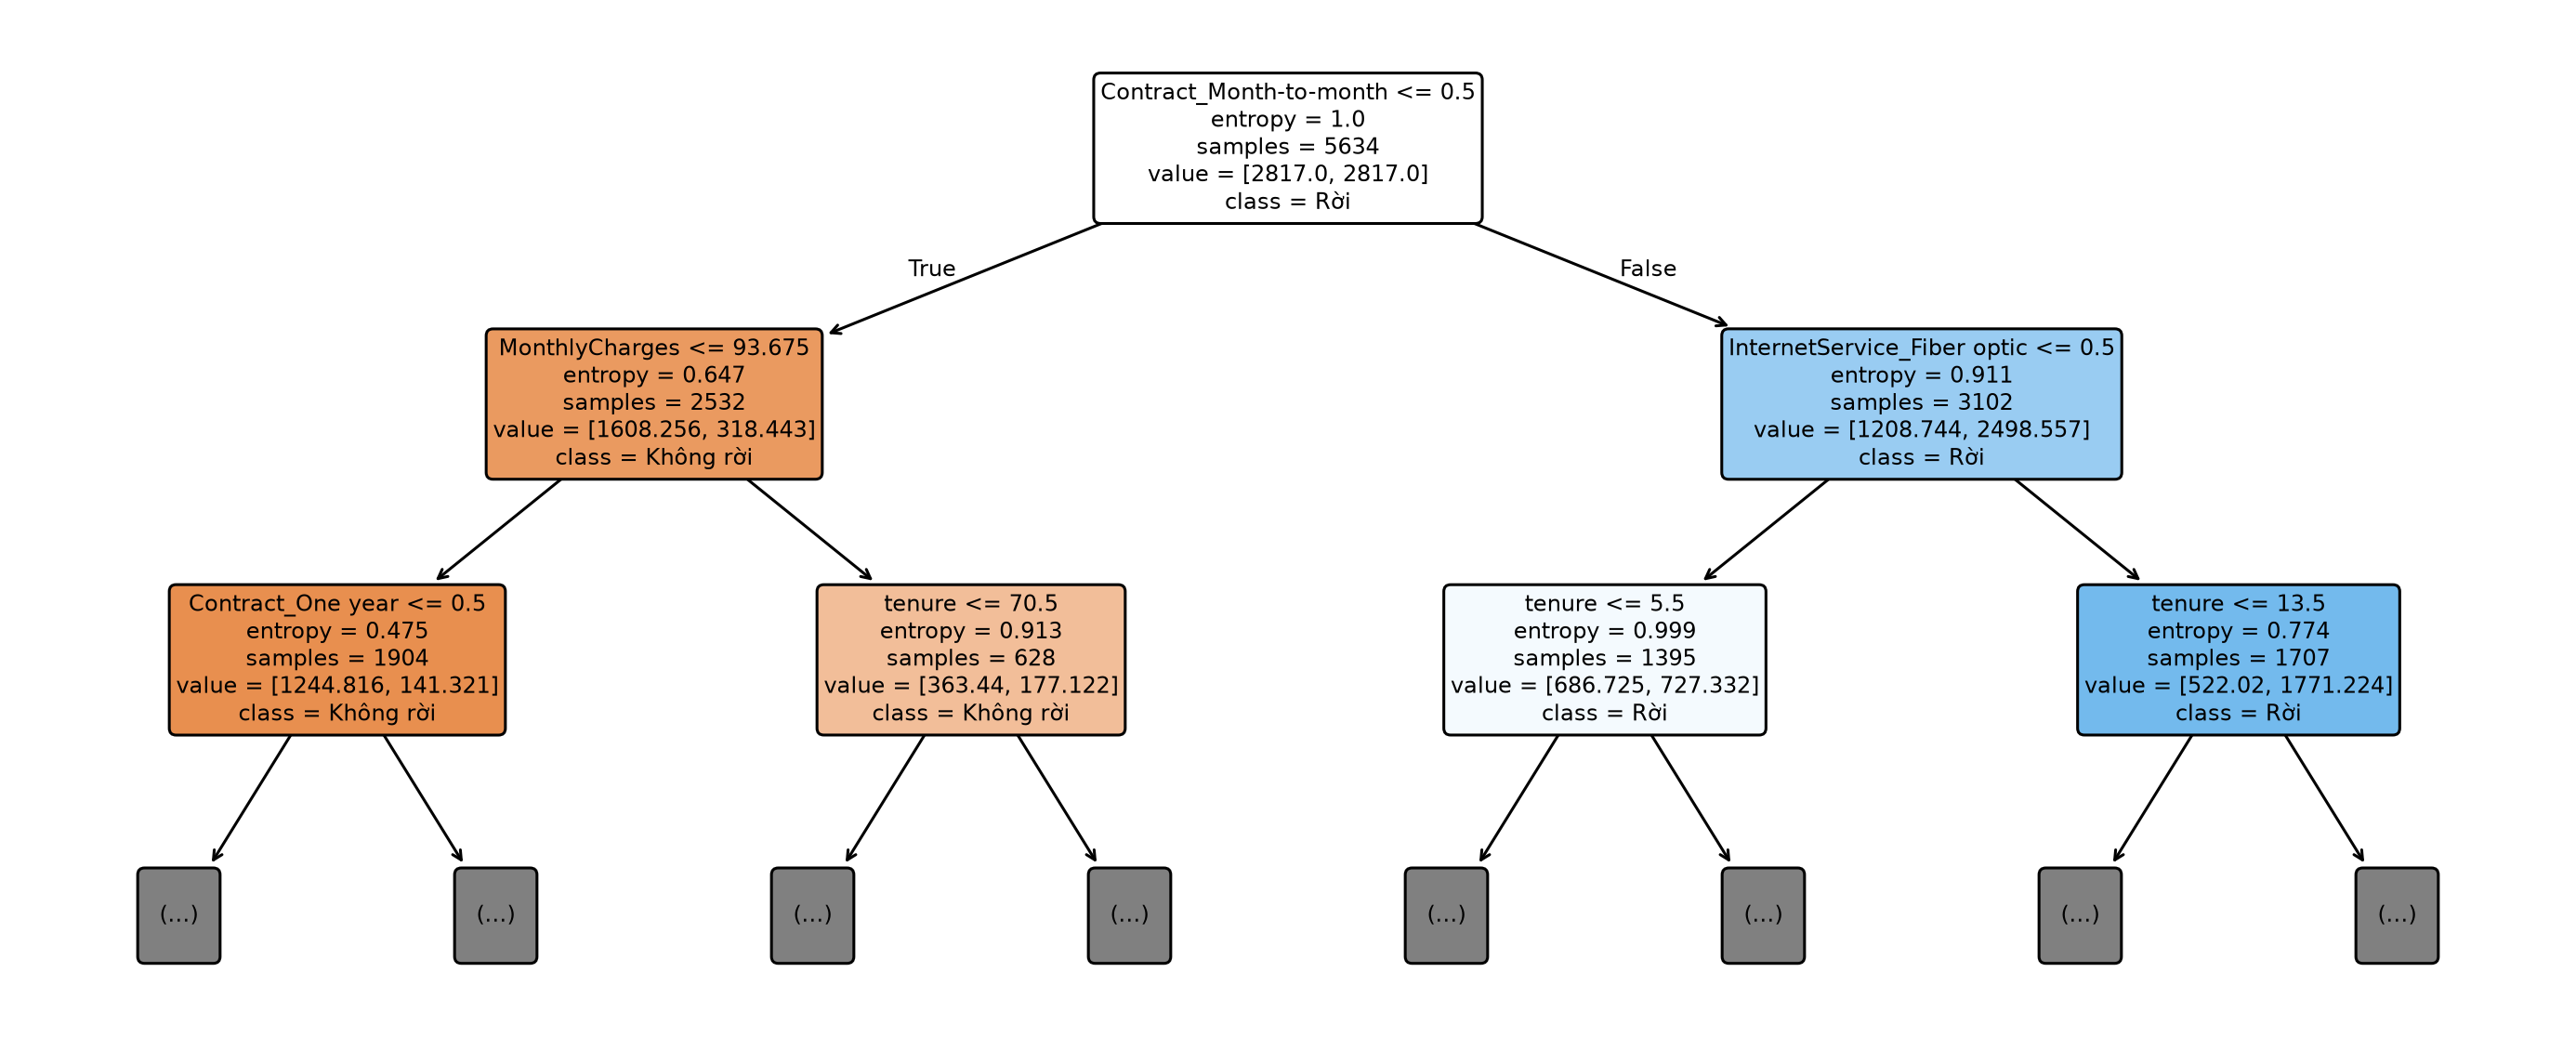 Contract_Month-to-month <= 0.5
entropy = 1.0
samples = 5634
value = [2817.0, 2817.0]
class = Rời
True
False
MonthlyCharges <= 93.675
entropy = 0.647
samples = 2532
value = [1608.256, 318.443]
class = Không rời
InternetService_Fiber optic <= 0.5
entropy = 0.911
samples = 3102
value = [1208.744, 2498.557]
class = Rời
Contract_One year <= 0.5
entropy = 0.475
samples = 1904
value = [1244.816, 141.321]
class = Không rời
tenure <= 70.5
entropy = 0.913
samples = 628
value = [363.44, 177.122]
class = Không rời
tenure <= 5.5
entropy = 0.999
samples = 1395
value = [686.725, 727.332]
class = Rời
tenure <= 13.5
entropy = 0.774
samples = 1707
value = [522.02, 1771.224]
class = Rời
(...)
(...)
(...)
(...)
(...)
(...)
(...)
(...)